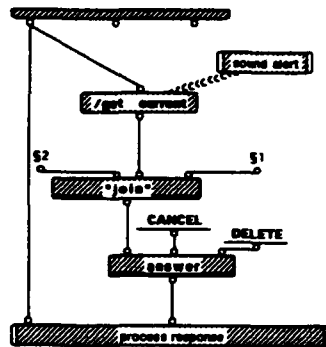 sound alert
/get current
§2 §1
"join"
CANCEL
DELETE
answer
process response